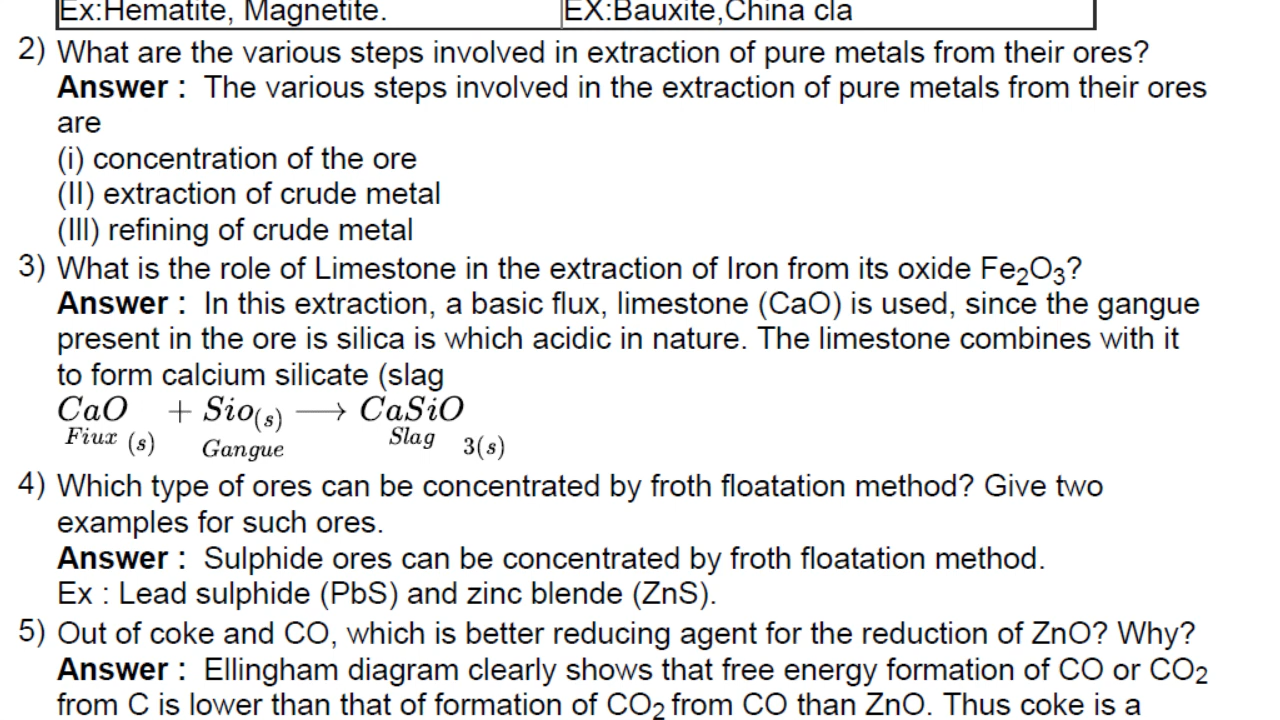 Ex:Hematite, Magnetite. EX:Bauxite,China cla
2) What are the various steps involved in extraction of pure metals from their ores?
Answer : The various steps involved in the extraction of pure metals from their ores
are
(i) concentration of the ore
(II) extraction of crude metal
(III) refining of crude metal
3) What is the role of Limestone in the extraction of Iron from its oxide Fe₂O₃?
Answer : In this extraction, a basic flux, limestone (CaO) is used, since the gangue
present in the ore is silica is which acidic in nature. The limestone combines with it
to form calcium silicate (slag
CaO + Sio(s) ⟶ CaSiO
Fiux (s) Gangue Slag 3(s)
4) Which type of ores can be concentrated by froth floatation method? Give two
examples for such ores.
Answer : Sulphide ores can be concentrated by froth floatation method.
Ex : Lead sulphide (PbS) and zinc blende (ZnS).
5) Out of coke and CO, which is better reducing agent for the reduction of ZnO? Why?
Answer : Ellingham diagram clearly shows that free energy formation of CO or CO₂
from C is lower than that of formation of CO₂ from CO than ZnO. Thus coke is a